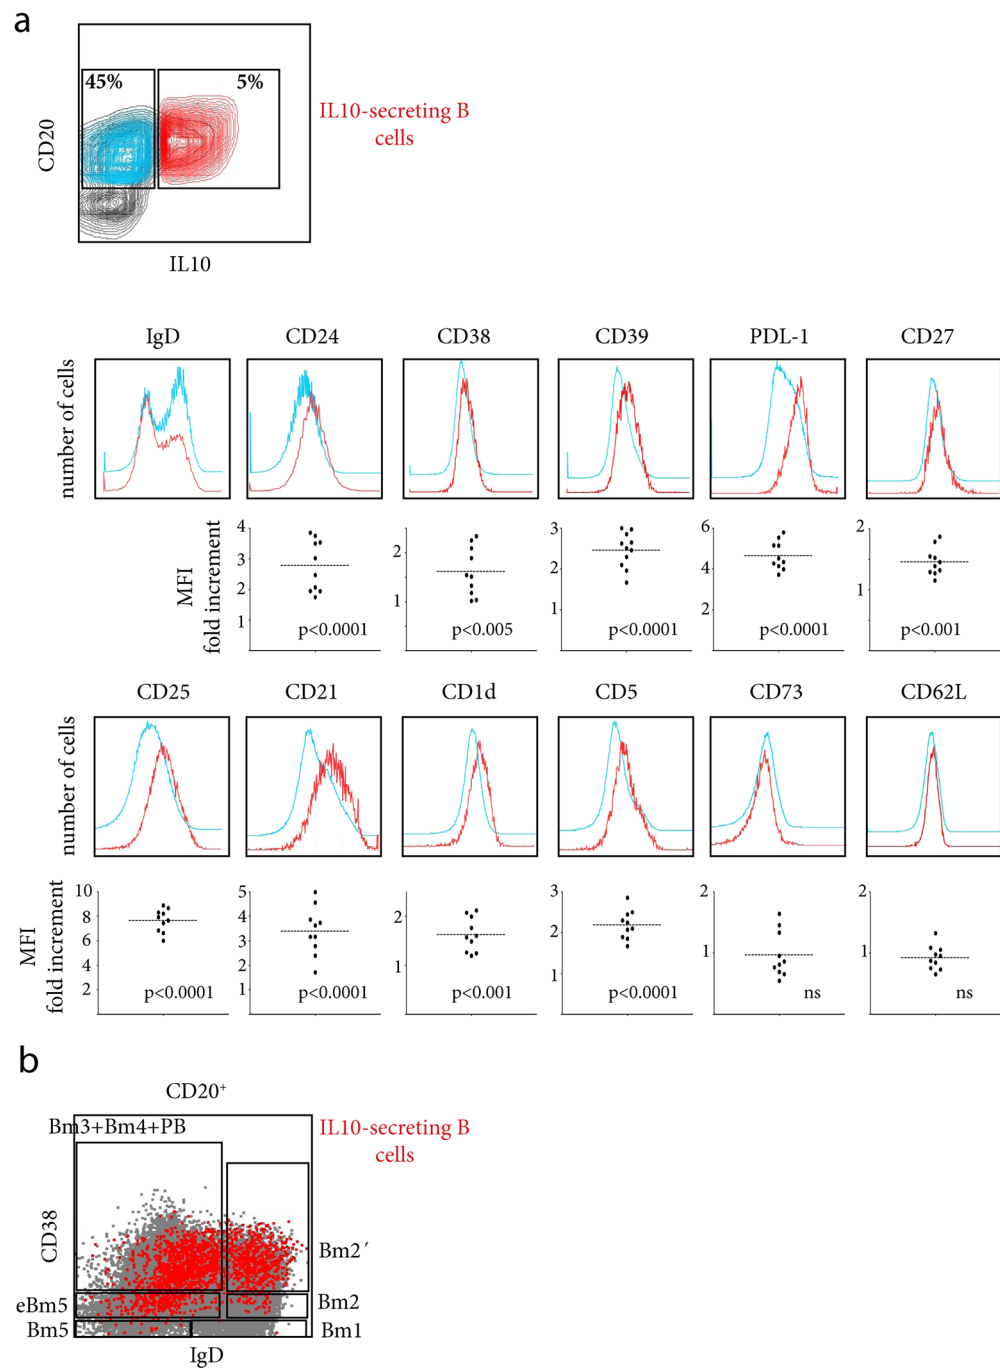 a
45%
5%
IL10-secreting B
cells
CD20
IL10
IgD
CD24
CD38
CD39
PDL-1
CD27
number of cells
MFI
fold increment
4
3
2
1
p<0.0001
2
1
p<0.005
3
2
1
p<0.0001
6
4
2
p<0.0001
2
1
p<0.001
CD25
CD21
CD1d
CD5
CD73
CD62L
number of cells
MFI
fold increment
10
8
6
4
2
p<0.0001
5
4
3
2
1
p<0.0001
2
1
p<0.001
3
2
1
p<0.0001
2
1
ns
2
1
ns
b
CD20+
Bm3+Bm4+PB
IL10-secreting B
cells
CD38
Bm2´
eBm5
Bm2
Bm5
Bm1
IgD